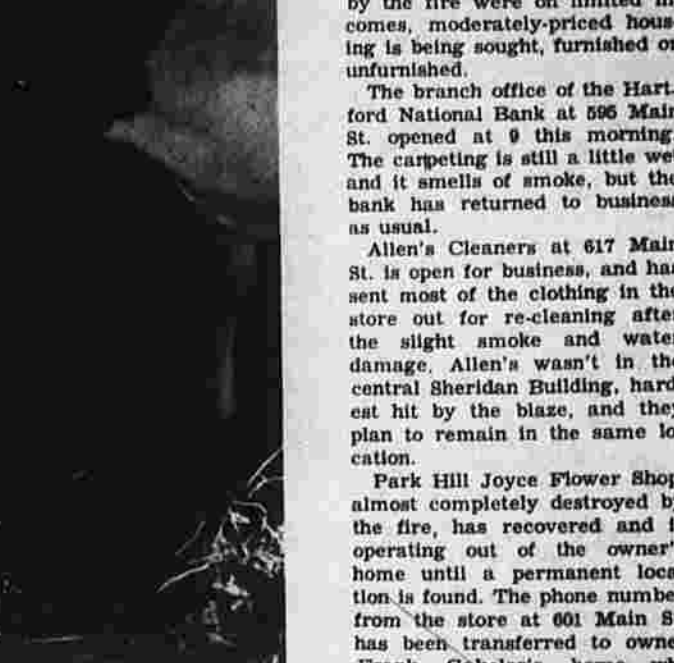 by the fire were on limited in
comes, moderately-priced hous
ing is being sought, furnished or
unfurnished.
The branch office of the Hart-
ford National Bank at 595 Main
St. opened at 9 this morning.
The carpeting is still a little we
and it smells of smoke, but the
bank has returned to business
as usual.
Allen's Cleaners at 617 Main
St. is open for business, and has
sent most of the clothing in the
store out for re-cleaning after
the slight smoke and water
damage. Allen's wasn't in the
central Sheridan Building, hard
est hit by the blaze, and they
plan to remain in the same lo
cation.
Park Hill Joyce Flower Shop
almost completely destroyed by
the fire, has recovered and i
operating out of the owner'
home until a permanent loca
tion is found. The phone numbe
from the store at 601 Main S
has been transferred to owne
home